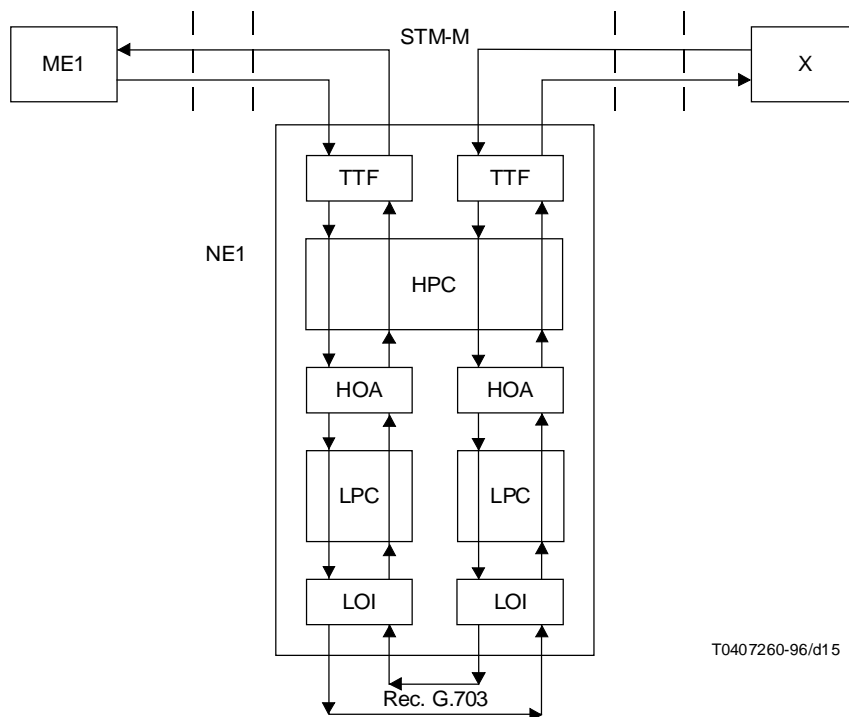 STM-M
ME1
X
TTF
TTF
NE1
HPC
HOA
HOA
LPC
LPC
LOI
LOI
T0407260-96/d15
Rec. G.703